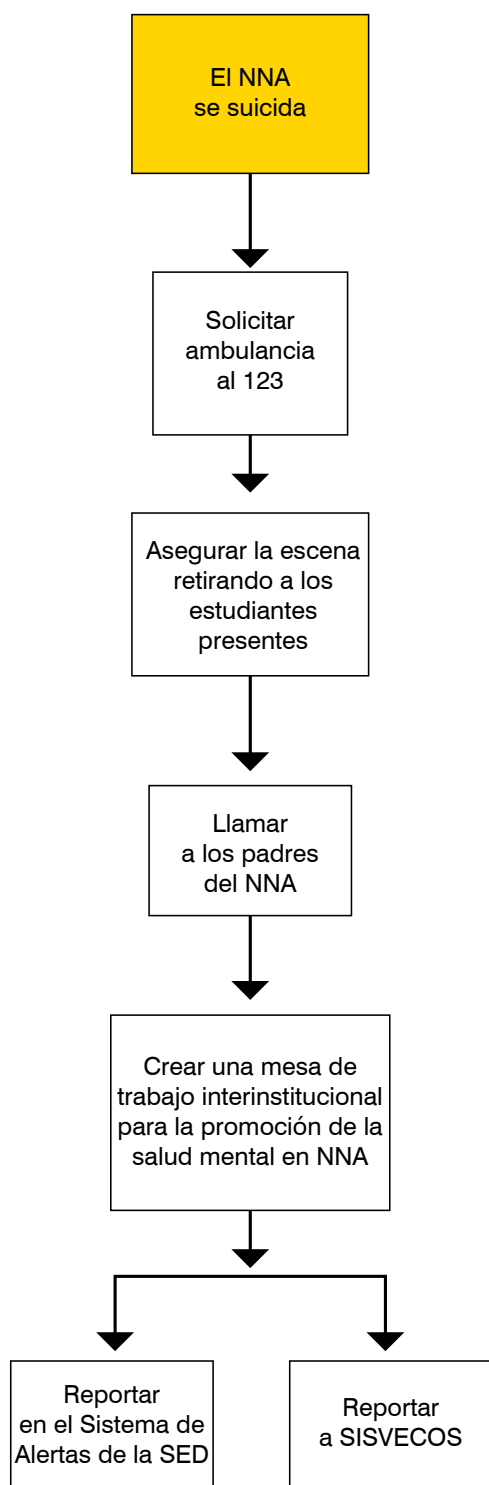 El NNA
se suicida
Solicitar
ambulancia
al 123
Asegurar la escena
retirando a los
estudiantes
presentes
Llamar
a los padres
del NNA
Crear una mesa de
trabajo interinstitucional
para la promoción de la
salud mental en NNA
Reportar
en el Sistema de
Alertas de la SED
Reportar
a SISVECOS